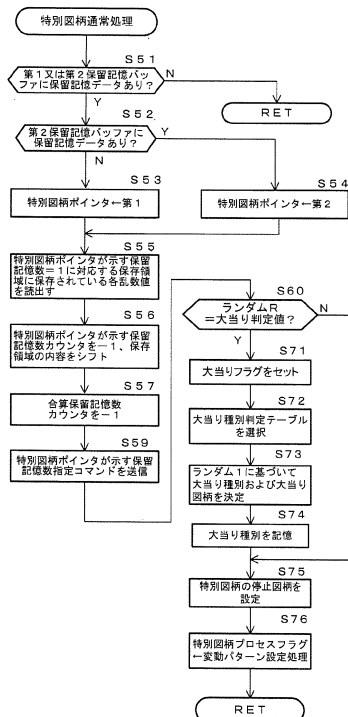 特別図柄通常処理
S51
第1又は第2保留記憶バッ
ファに保留記憶データあり？
N
Y
RET
S52
第2保留記憶バッファに
保留記憶データあり？
Y
N
S53
特別図柄ポインタ←第1
S54
特別図柄ポインタ←第2
S55
特別図柄ポインタが示す保留
記憶数＝1に対応する保存領
域に保存されている各乱数値
を読出す
S56
特別図柄ポインタが示す保留
記憶数カウンタを－1、保存
領域の内容をシフト
S57
合算保留記憶数
カウンタを－1
S59
特別図柄ポインタが示す保留
記憶数指定コマンドを送信
S60
ランダムR
＝大当り判定値？
N
Y
S71
大当りフラグをセット
S72
大当り種別判定テーブル
を選択
S73
ランダム1に基づいて
大当り種別および大当り
図柄を決定
S74
大当り種別を記憶
S75
特別図柄の停止図柄を
設定
S76
特別図柄プロセスフラグ
←変動パターン設定処理
RET